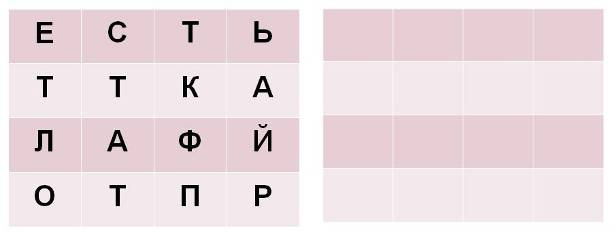 Е С Т Ь
Т Т К А
Л А Ф Й
О Т П Р